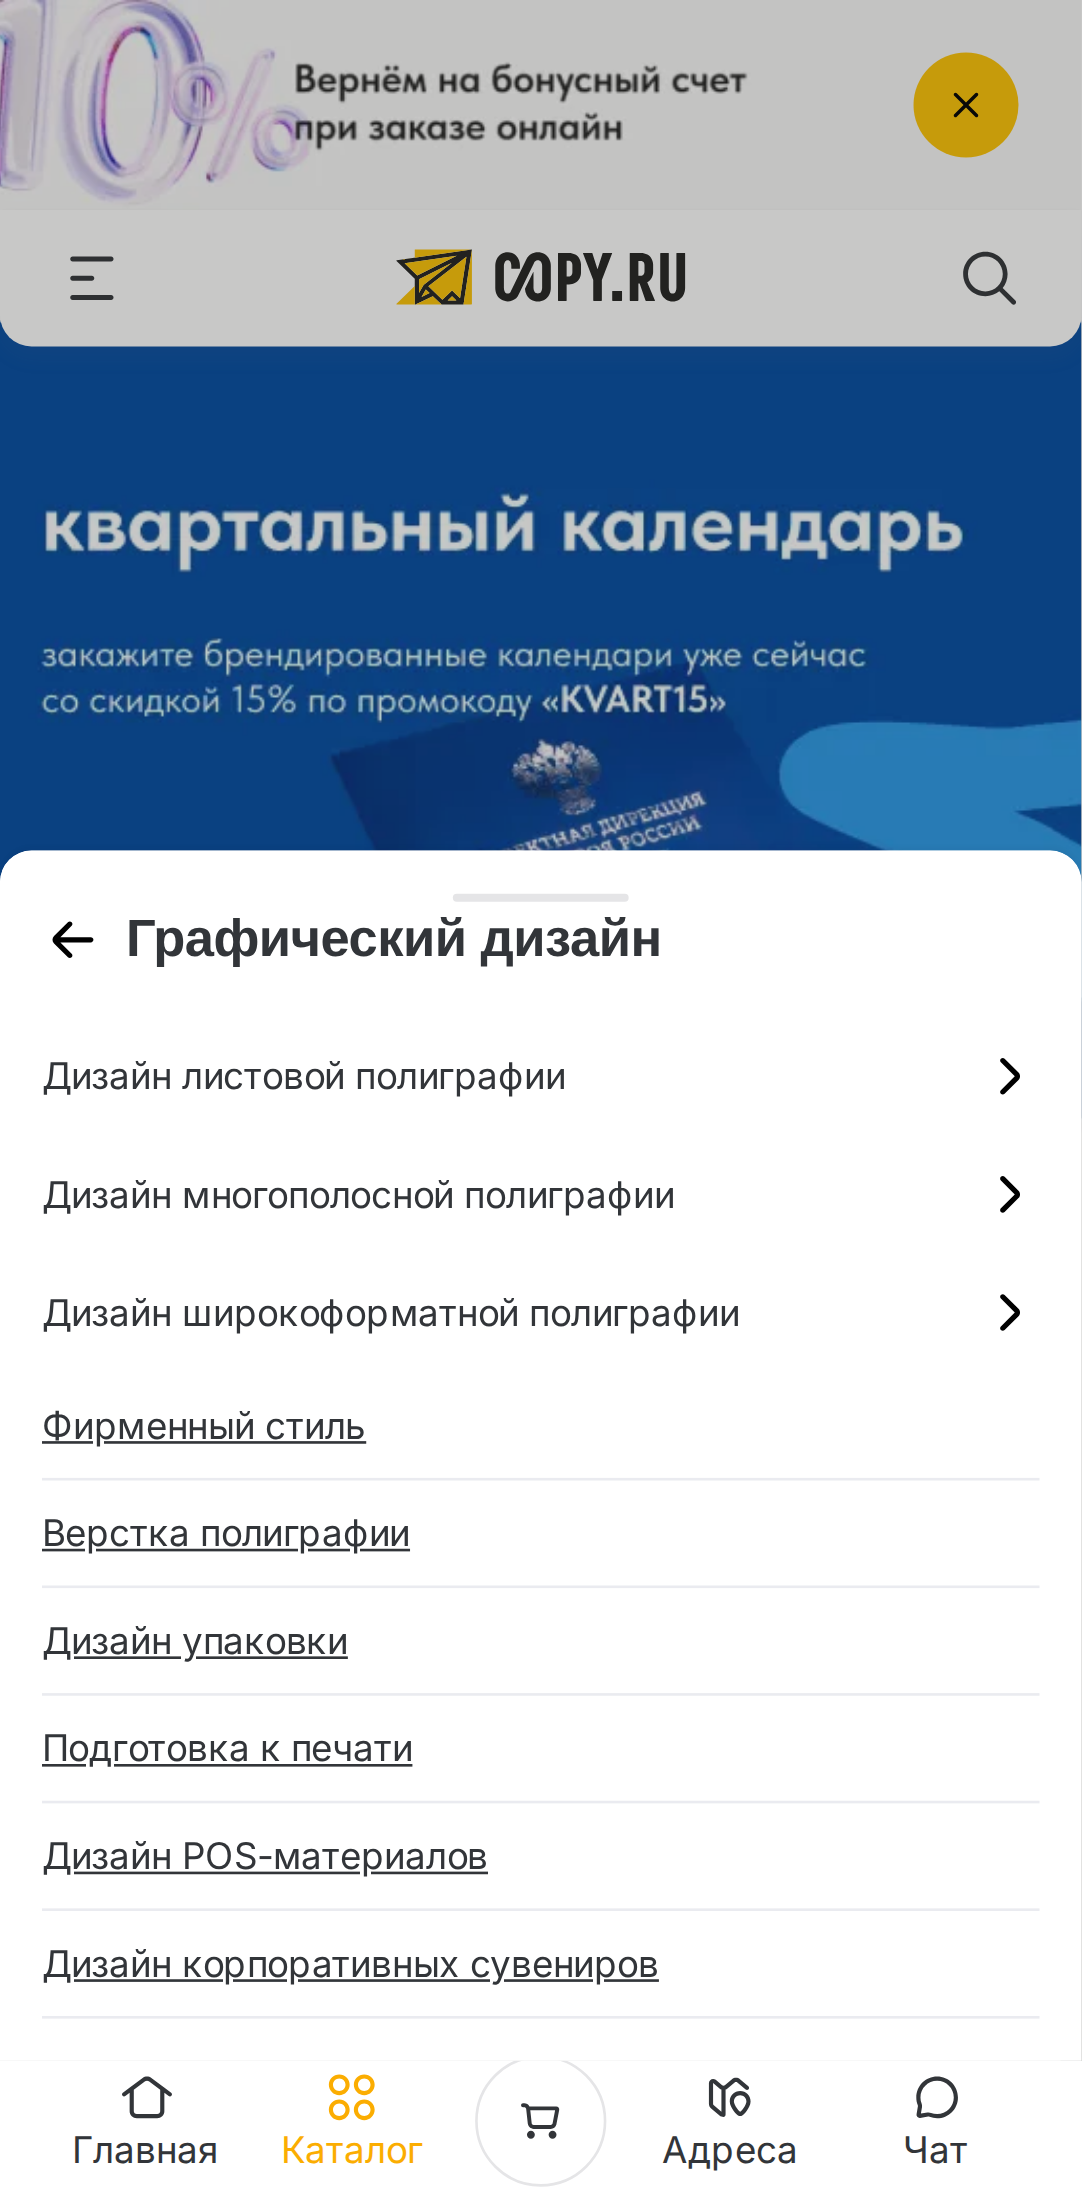 10%
Вернём на бонусный счет
при заказе онлайн
COPY.RU
квартальный календарь
закажите брендированные календари уже сейчас
со скидкой 15% по промокоду «KVART15»
ДИРЕКЦИЯ
РОССИИ
Графический дизайн
Дизайн листовой полиграфии
Дизайн многополосной полиграфии
Дизайн широкоформатной полиграфии
Фирменный стиль
Верстка полиграфии
Дизайн упаковки
Подготовка к печати
Дизайн POS-материалов
Дизайн корпоративных сувениров
Главная
Каталог
Адреса
Чат